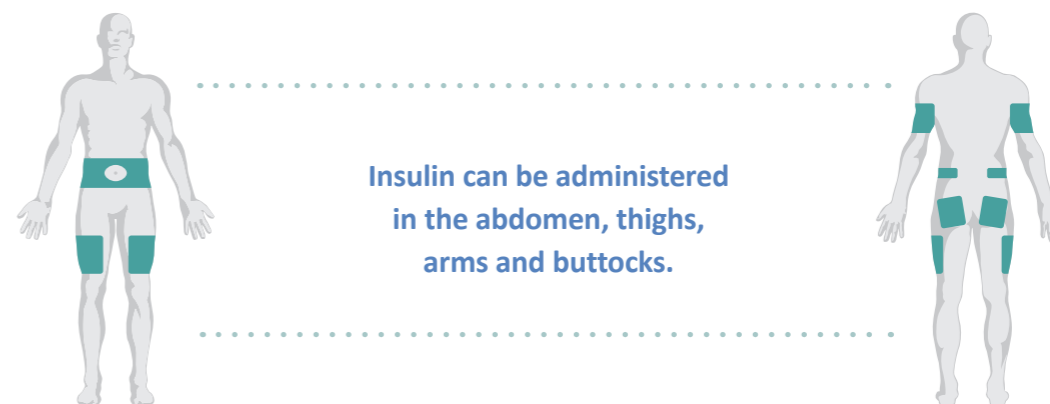 Insulin can be administered
in the abdomen, thighs,
arms and buttocks.